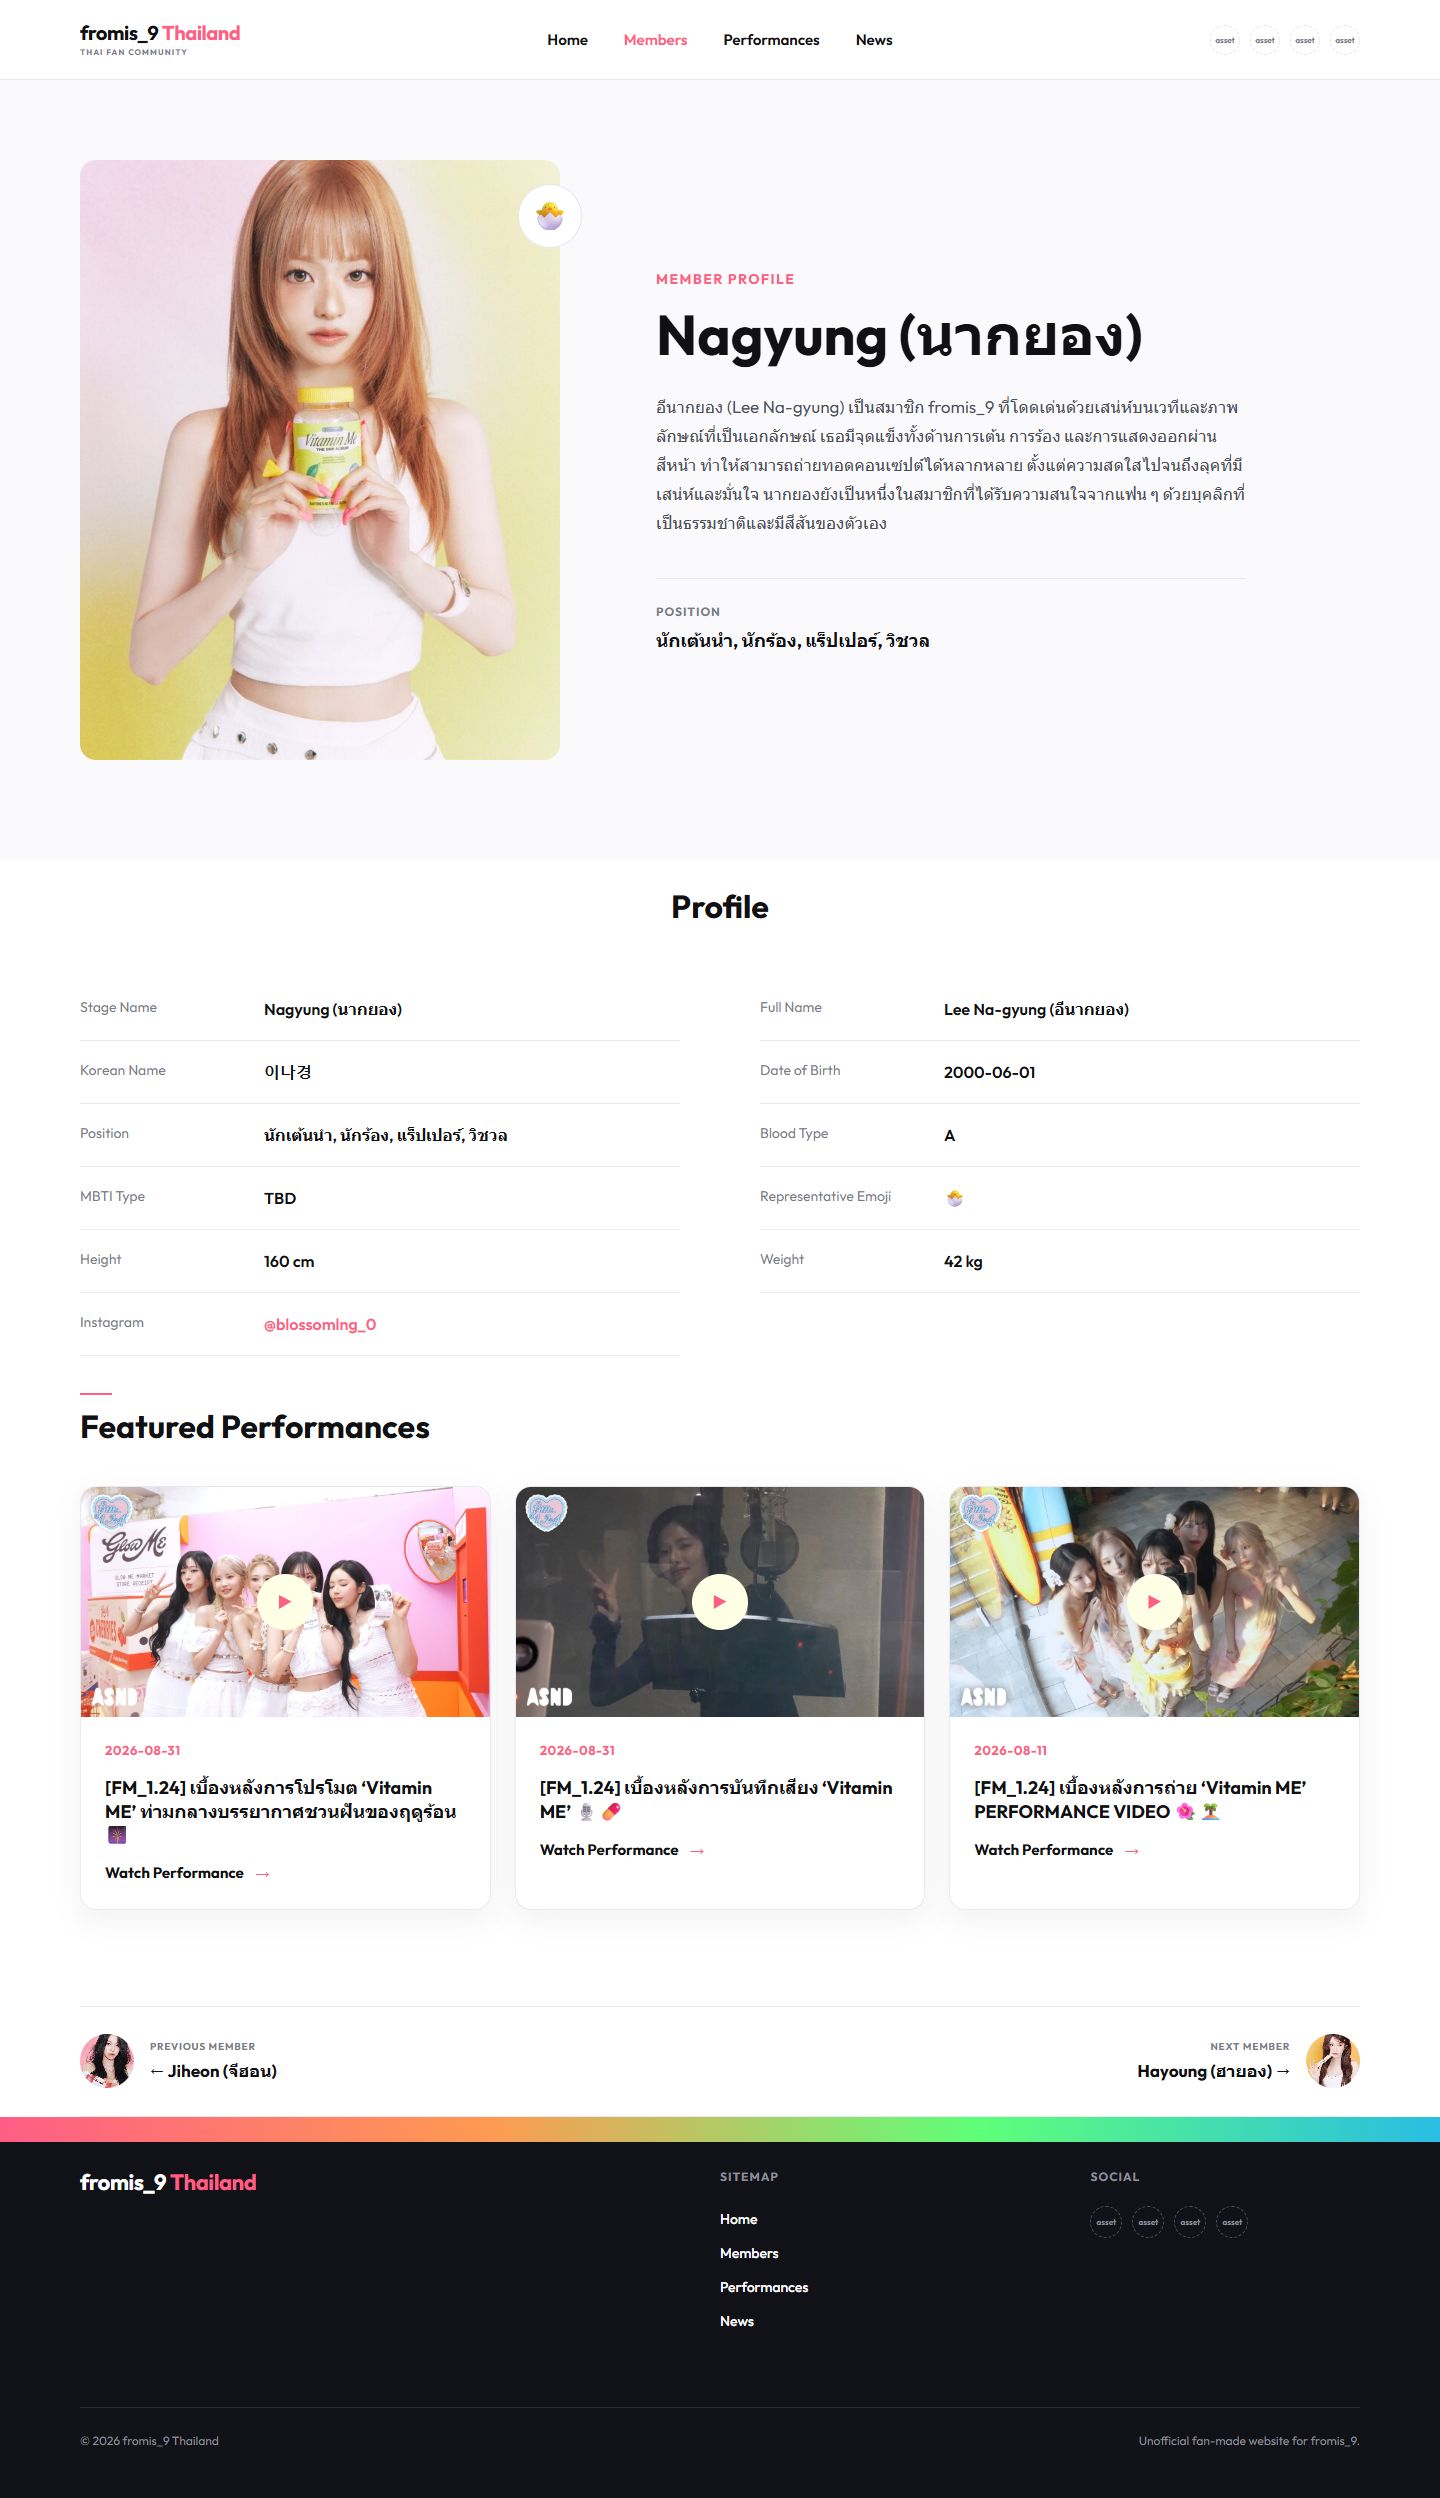 fromis_9 Thailand
THAI FAN COMMUNITY
Home
Members
Performances
News
asset
asset
asset
asset
Vitamin Me
MEMBER PROFILE
Nagyung (นากยอง)
อีนากยอง (Lee Na-gyung) เป็นสมาชิก fromis_9 ที่โดดเด่นด้วยเสน่ห์บนเวทีและภาพ
ลักษณ์ที่เป็นเอกลักษณ์ เธอมีจุดแข็งทั้งด้านการเต้น การร้อง และการแสดงออกผ่าน
สีหน้า ทำให้สามารถถ่ายทอดคอนเซปต์ได้หลากหลาย ตั้งแต่ความสดใสไปจนถึงลุคที่มี
เสน่ห์และมั่นใจ นากยองยังเป็นหนึ่งในสมาชิกที่ได้รับความสนใจจากแฟน ๆ ด้วยบุคลิกที่
เป็นธรรมชาติและมีสีสันของตัวเอง
POSITION
นักเต้นนำ, นักร้อง, แร็ปเปอร์, วิชวล
Profile
Stage Name
Nagyung (นากยอง)
Full Name
Lee Na-gyung (อีนากยอง)
Korean Name
이나경
Date of Birth
2000-06-01
Position
นักเต้นนำ, นักร้อง, แร็ปเปอร์, วิชวล
Blood Type
A
MBTI Type
TBD
Representative Emoji
🐣
Height
160 cm
Weight
42 kg
Instagram
@blossomlng_0
Featured Performances
Glow Me
GLOW ME MARKET
STORE RECEIPT
CHERRIES
ASND
ASND
ASND
2026-08-31
[FM_1.24] เบื้องหลังการโปรโมต ‘Vitamin
ME’ ท่ามกลางบรรยากาศชวนฝันของฤดูร้อน
🎆
Watch Performance →
2026-08-31
[FM_1.24] เบื้องหลังการบันทึกเสียง ‘Vitamin
ME’ 🎙️ 💊
Watch Performance →
2026-08-11
[FM_1.24] เบื้องหลังการถ่าย ‘Vitamin ME’
PERFORMANCE VIDEO 🌺 🏝️
Watch Performance →
PREVIOUS MEMBER
← Jiheon (จีฮอน)
NEXT MEMBER
Hayoung (ฮายอง) →
fromis_9 Thailand
SITEMAP
Home
Members
Performances
News
SOCIAL
asset
asset
asset
asset
© 2026 fromis_9 Thailand
Unofficial fan-made website for fromis_9.